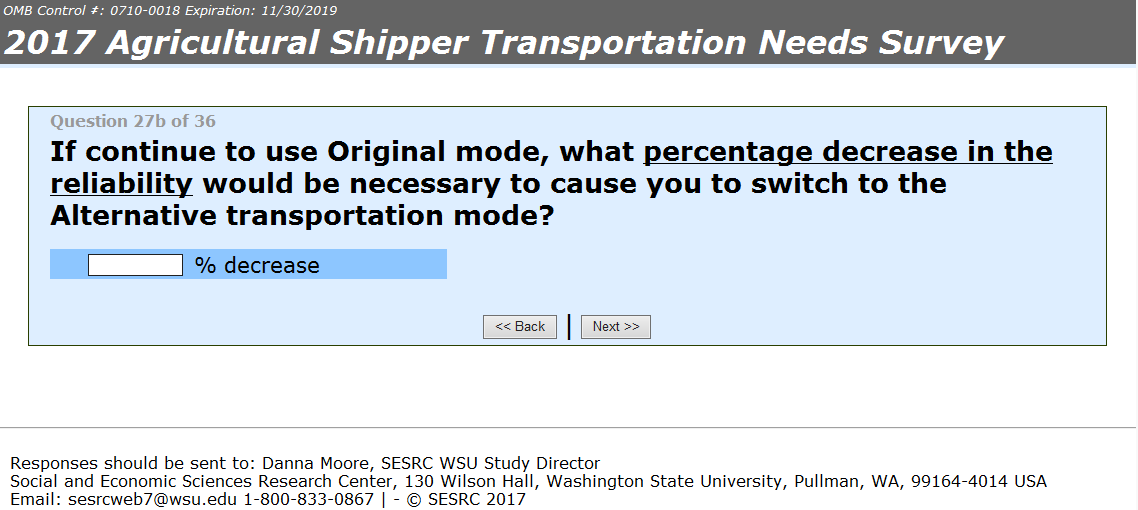 OMB Control #: 0710-0018 Expiration: 11/30/2019
2017 Agricultural Shipper Transportation Needs Survey
Question 27b of 36
If continue to use Original mode, what percentage decrease in the
reliability would be necessary to cause you to switch to the
Alternative transportation mode?
% decrease
<< Back | Next >>
Responses should be sent to: Danna Moore, SESRC WSU Study Director
Social and Economic Sciences Research Center, 130 Wilson Hall, Washington State University, Pullman, WA, 99164-4014 USA
Email: sesrcweb7@wsu.edu 1-800-833-0867 | - © SESRC 2017